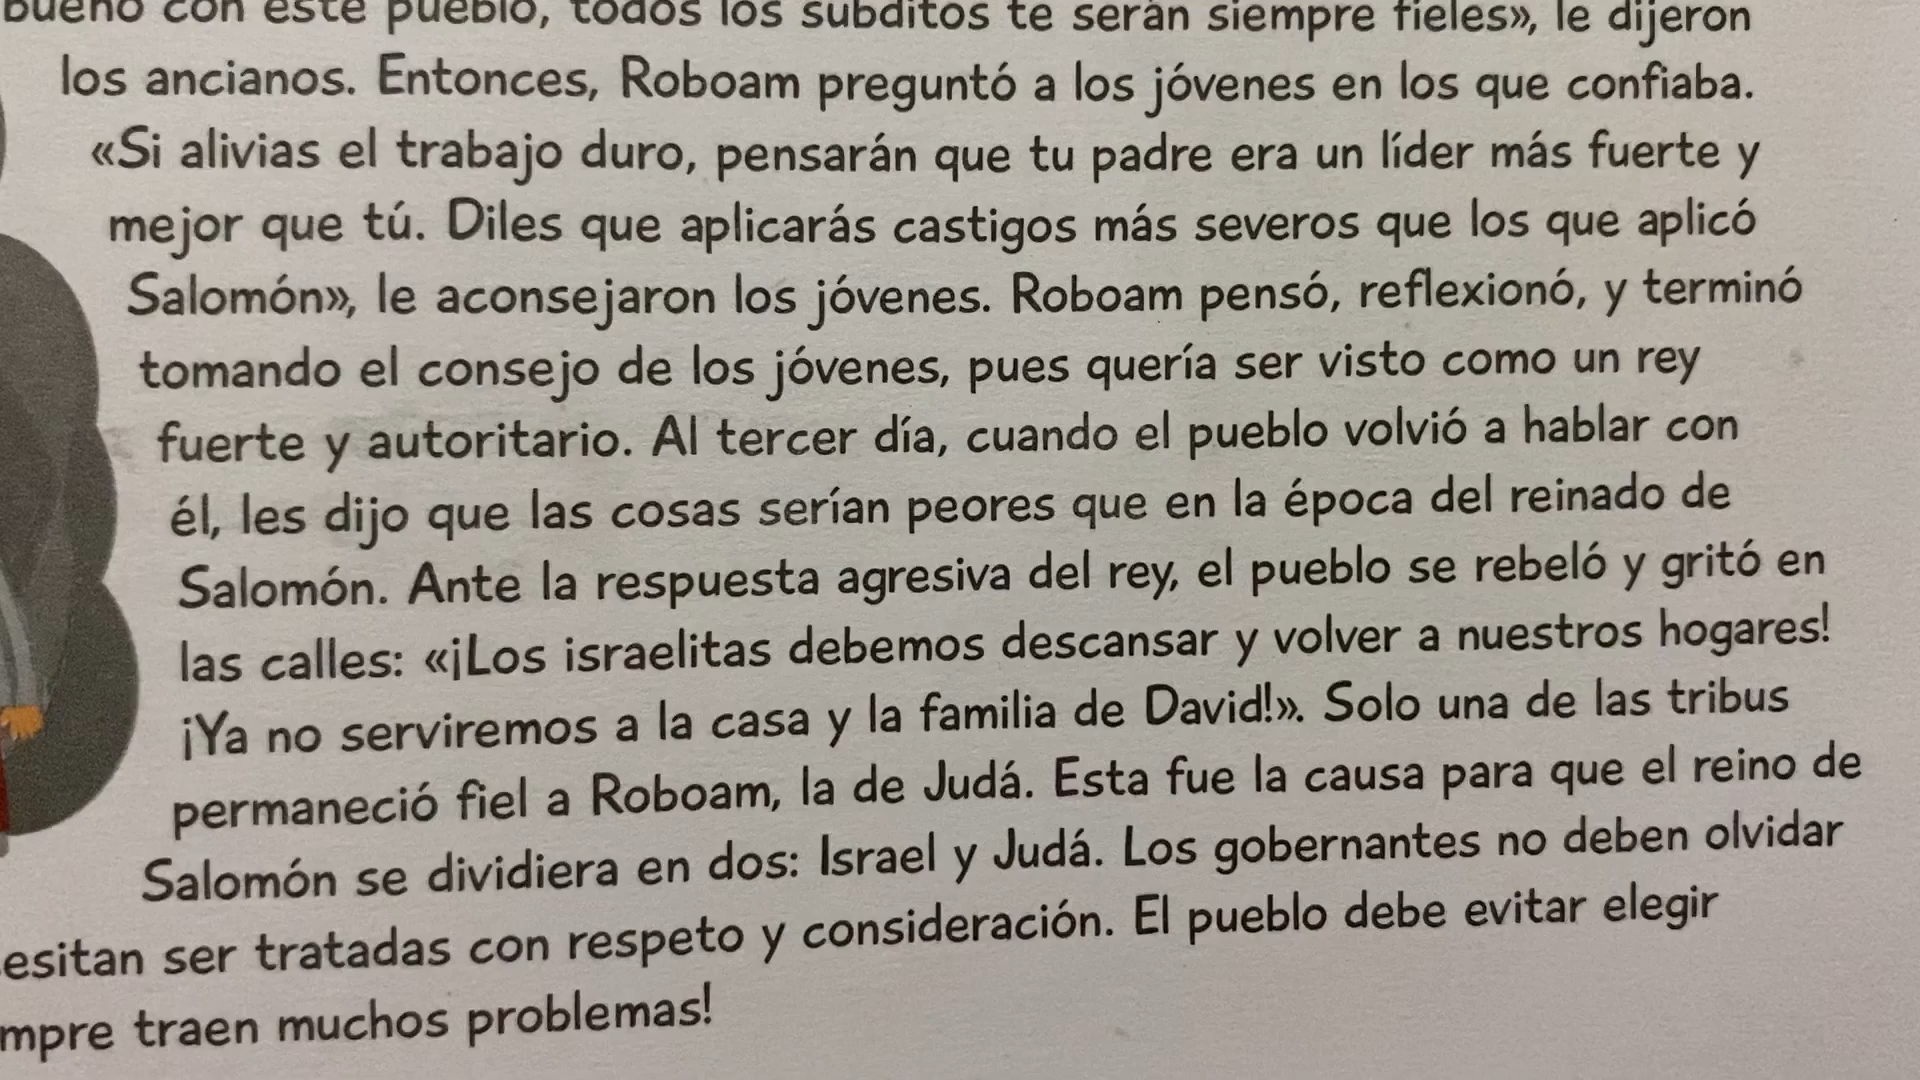 bueno con este pueblo, todos los súbditos te serán siempre fieles», le dijeron
los ancianos. Entonces, Roboam preguntó a los jóvenes en los que confiaba.
«Si alivias el trabajo duro, pensarán que tu padre era un líder más fuerte y
mejor que tú. Diles que aplicarás castigos más severos que los que aplicó
Salomón», le aconsejaron los jóvenes. Roboam pensó, reflexionó, y terminó
tomando el consejo de los jóvenes, pues quería ser visto como un rey
fuerte y autoritario. Al tercer día, cuando el pueblo volvió a hablar con
él, les dijo que las cosas serían peores que en la época del reinado de
Salomón. Ante la respuesta agresiva del rey, el pueblo se rebeló y gritó en
las calles: «¡Los israelitas debemos descansar y volver a nuestros hogares!
¡Ya no serviremos a la casa y la familia de David!». Solo una de las tribus
permaneció fiel a Roboam, la de Judá. Esta fue la causa para que el reino de
Salomón se dividiera en dos: Israel y Judá. Los gobernantes no deben olvidar
esitan ser tratadas con respeto y consideración. El pueblo debe evitar elegir
mpre traen muchos problemas!